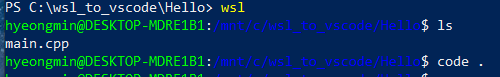 PS C:\wsl_to_vscode\Hello> wsl
hyeongmin@DESKTOP-MDRE1B1:/mnt/c/wsl_to_vscode/Hello$ ls
main.cpp
hyeongmin@DESKTOP-MDRE1B1:/mnt/c/wsl_to_vscode/Hello$ code .